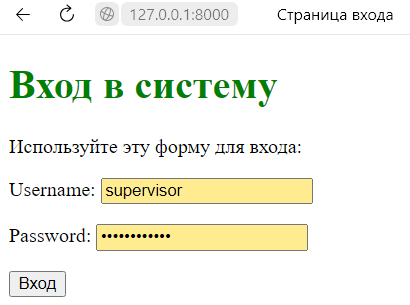 127.0.0.1:8000 Страница входа
Вход в систему
Используйте эту форму для входа:
Username: supervisor
Password: ••••••••••••
Вход